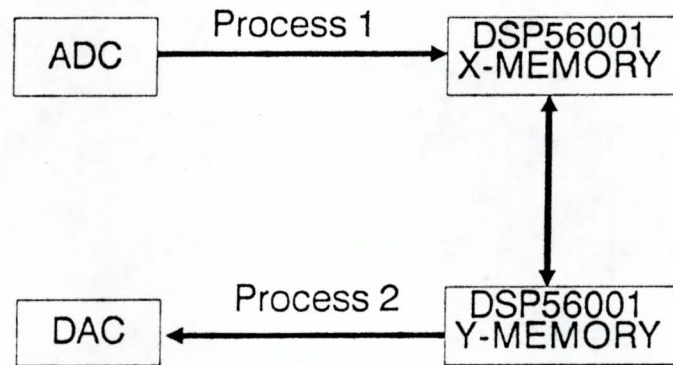 Process 1
ADC
DSP56001
X-MEMORY
Process 2
DAC
DSP56001
Y-MEMORY